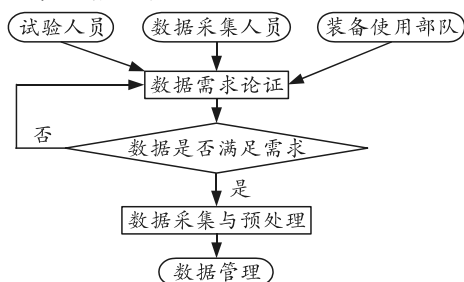 试验人员
数据采集人员
装备使用部队
数据需求论证
否
数据是否满足需求
是
数据采集与预处理
数据管理